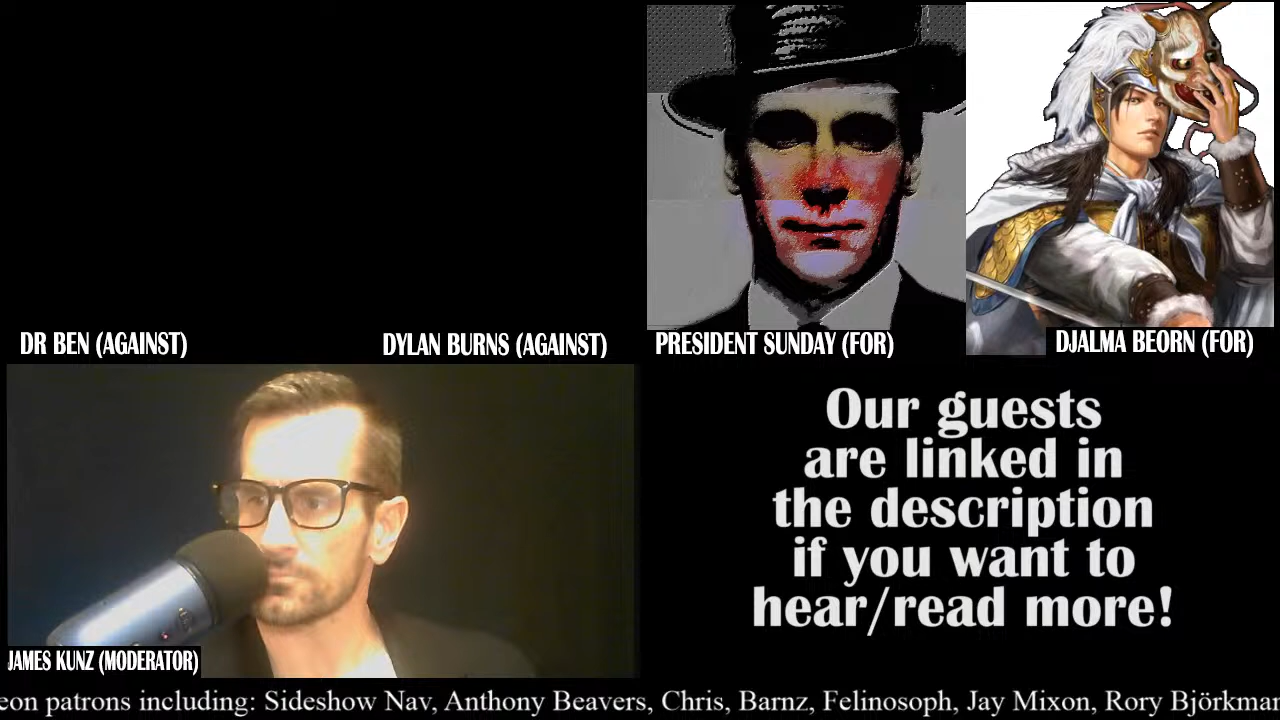 DR BEN (AGAINST)
DYLAN BURNS (AGAINST)
PRESIDENT SUNDAY (FOR)
DJALMA BEORN (FOR)
Our guests
are linked in
the description
if you want to
hear/read more!
JAMES KUNZ (MODERATOR)
eon patrons including: Sideshow Nav, Anthony Beavers, Chris, Barnz, Felinosoph, Jay Mixon, Rory Björkman